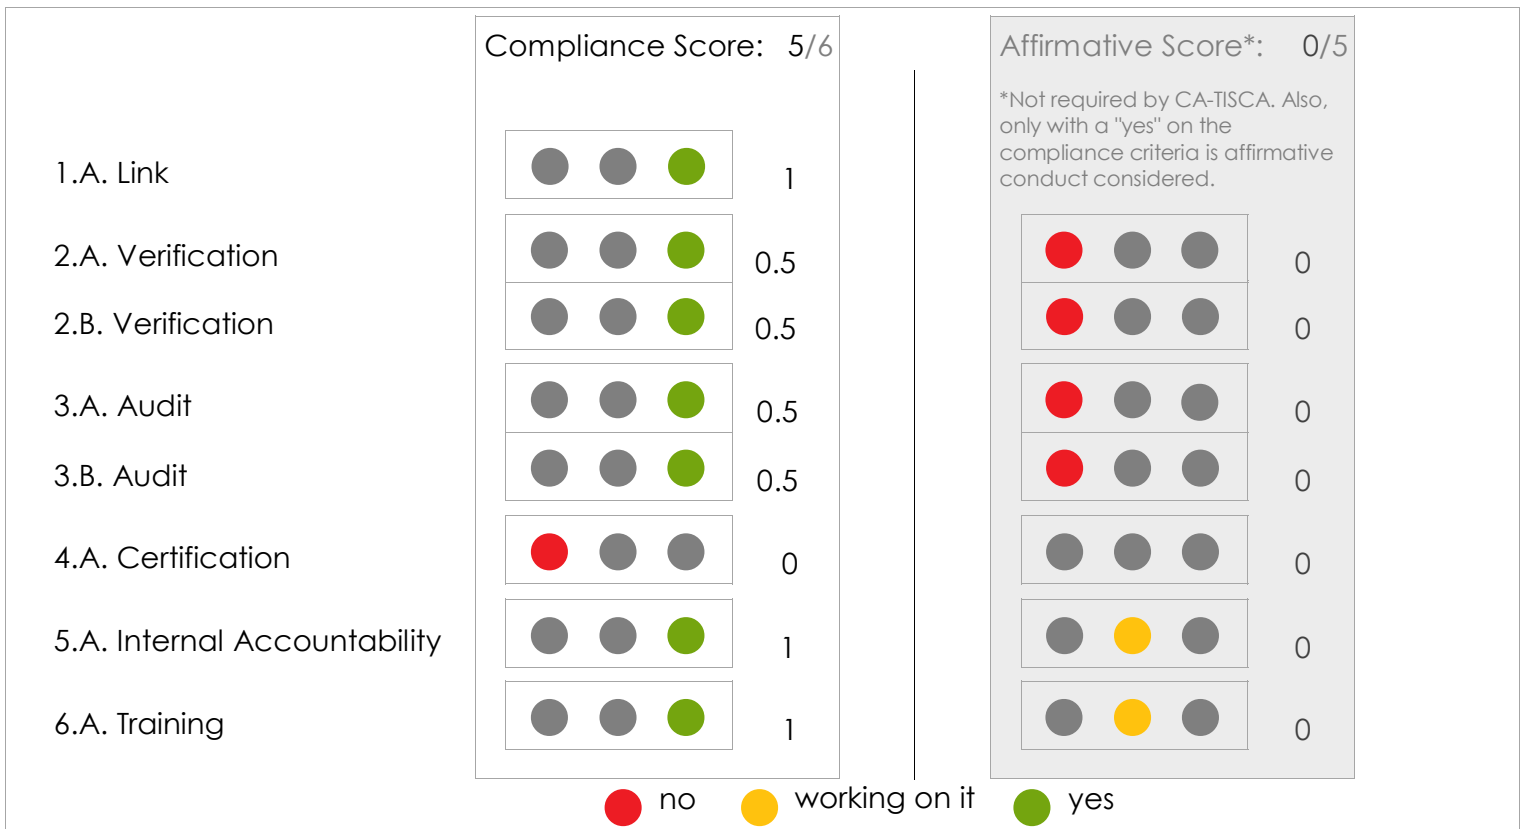 Compliance Score: 5/6
Affirmative Score*: 0/5
*Not required by CA-TISCA. Also,
only with a "yes" on the
compliance criteria is affirmative
conduct considered.
1.A. Link 1
2.A. Verification 0.5 0
2.B. Verification 0.5 0
3.A. Audit 0.5 0
3.B. Audit 0.5 0
4.A. Certification 0 0
5.A. Internal Accountability 1 0
6.A. Training 1 0
no working on it yes